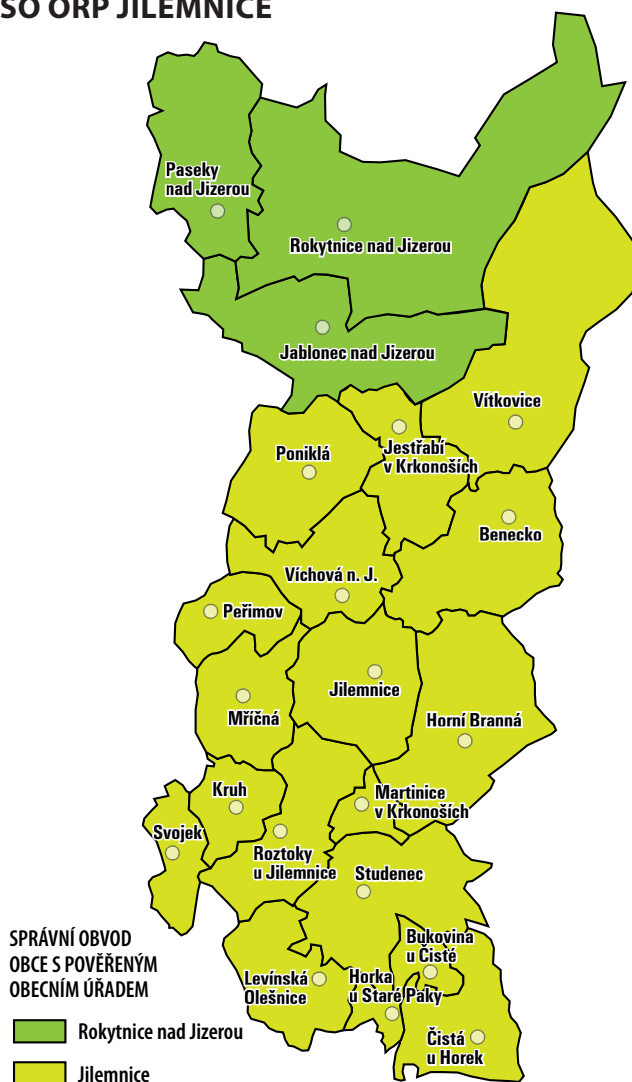 SO ORP JILEMNICE
Paseky
nad Jizerou
Rokytnice nad Jizerou
Jablonec nad Jizerou
Vítkovice
Poniklá
Jestřabí
v Krkonoších
Benecko
Víchová n. J.
Peřimov
Jilemnice
Mříčná
Horní Branná
Kruh
Martinice
v Krkonoších
Svojek
Roztoky
u Jilemnice
Studenec
Bukovina
u Čisté
Levínská
Olešnice
Horka
u Staré Paky
Čistá
u Horek
SPRÁVNÍ OBVOD
OBCE S POVĚŘENÝM
OBECNÍM ÚŘADEM
Rokytnice nad Jizerou
Jilemnice